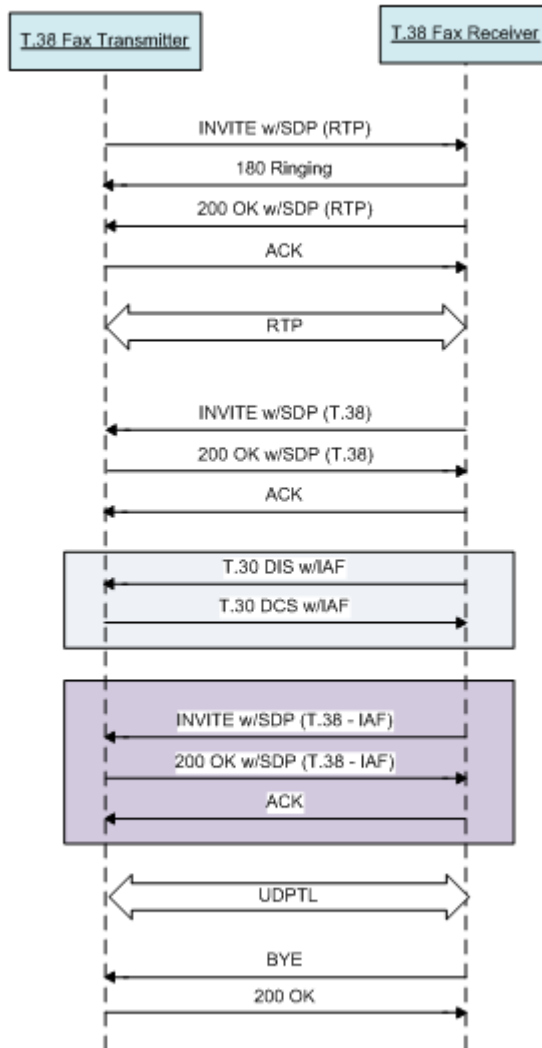 T.38 Fax Transmitter
T.38 Fax Receiver
INVITE w/SDP (RTP)
180 Ringing
200 OK w/SDP (RTP)
ACK
RTP
INVITE w/SDP (T.38)
200 OK w/SDP (T.38)
ACK
T.30 DIS w/IAF
T.30 DCS w/IAF
INVITE w/SDP (T.38 - IAF)
200 OK w/SDP (T.38 - IAF)
ACK
UDPTL
BYE
200 OK